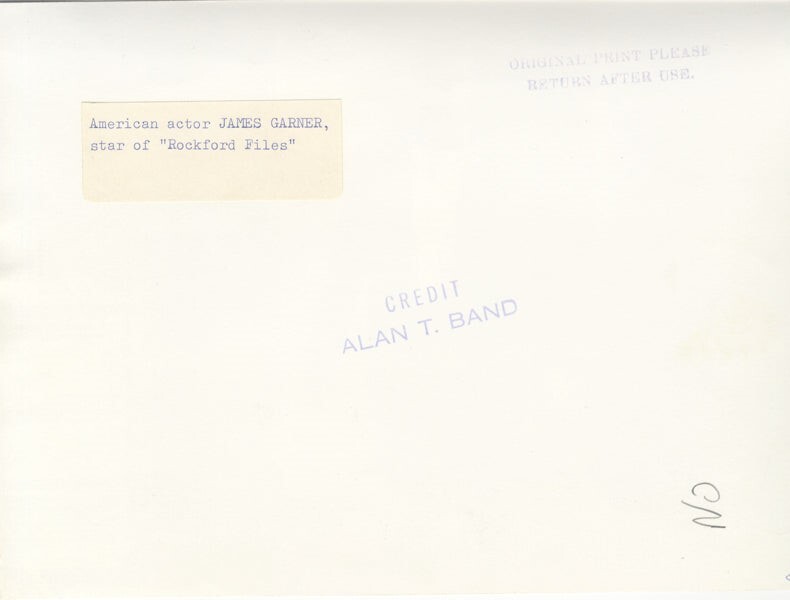 ORIGINAL PRINT PLEASE
RETURN AFTER USE.
American actor JAMES GARNER,
star of "Rockford Files"
CREDIT
ALAN T. BAND